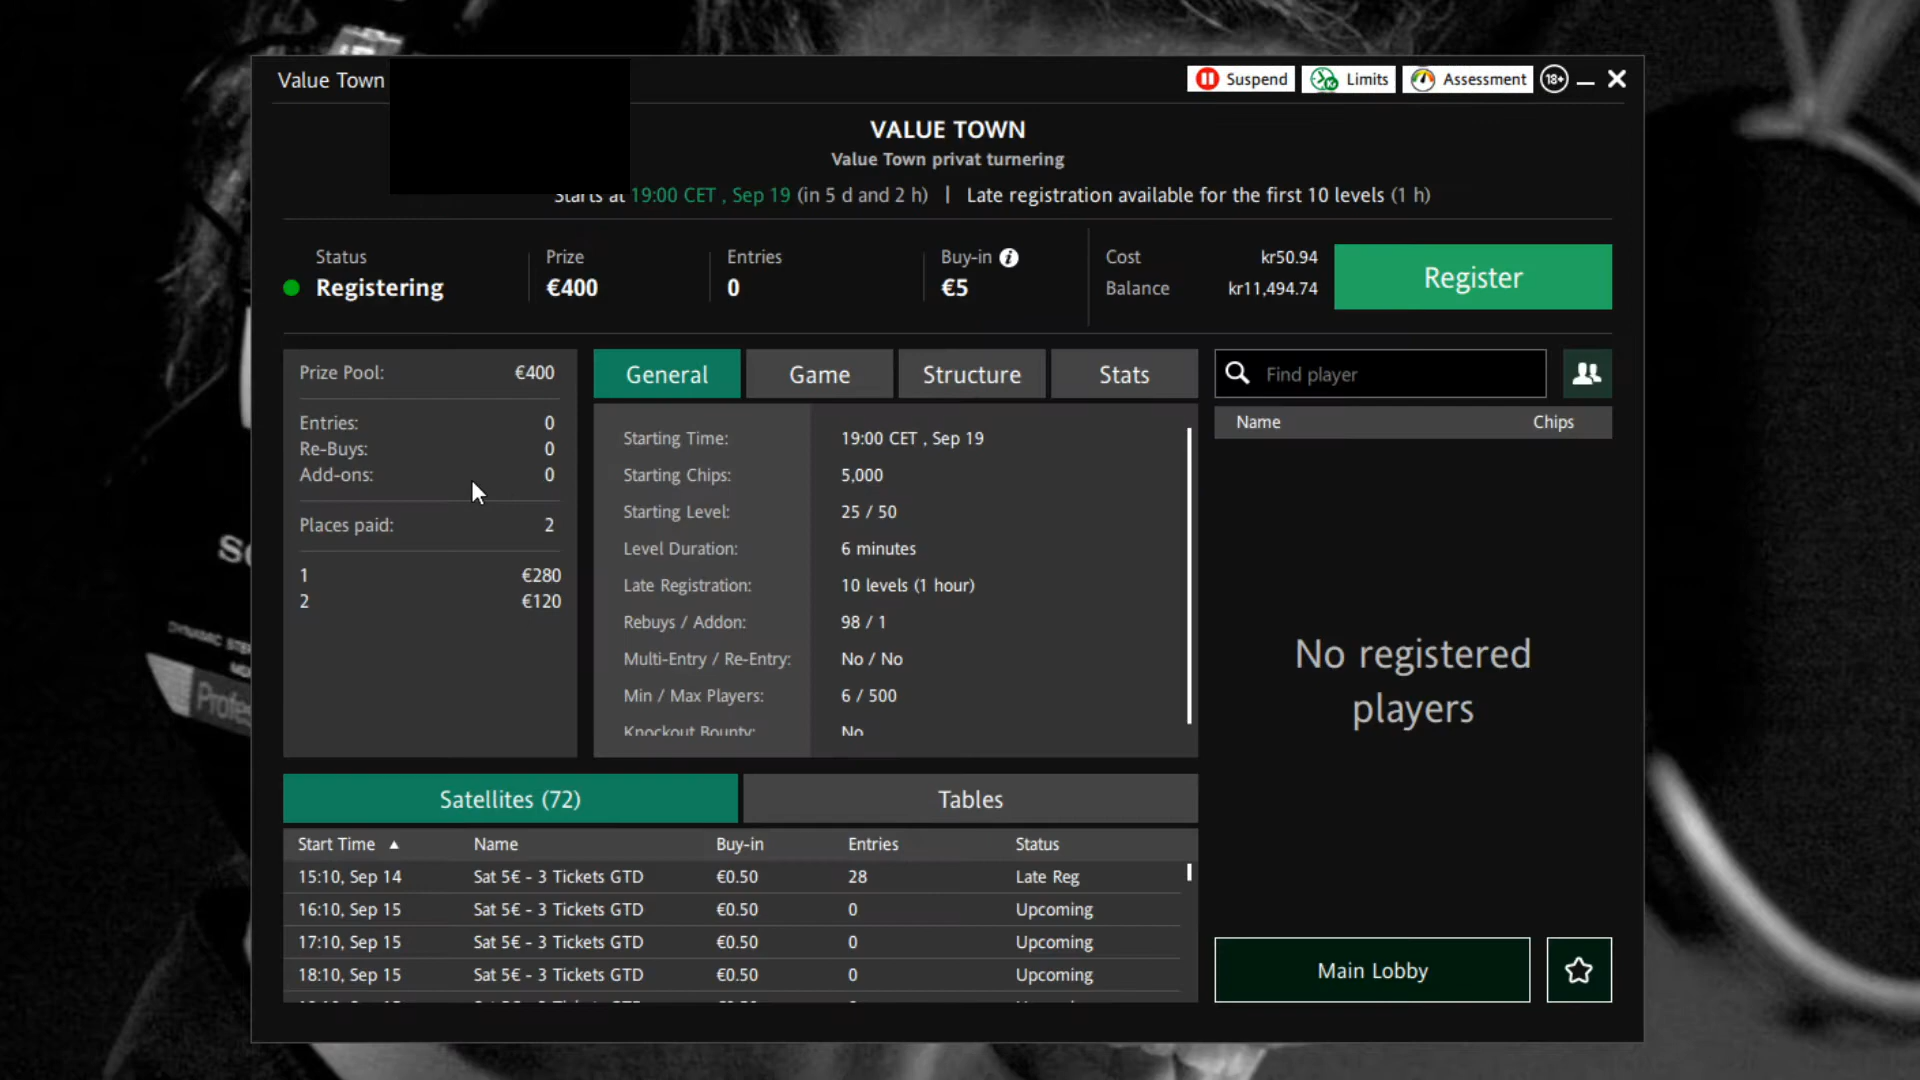 Value Town
Suspend
Limits
Assessment
18+
VALUE TOWN
Value Town privat turnering
Starts at 19:00 CET , Sep 19 (in 5 d and 2 h) | Late registration available for the first 10 levels (1 h)
Status
Registering
Prize
€400
Entries
0
Buy-in
€5
Cost kr50.94
Balance kr11,494.74
Register
Prize Pool: €400
Entries: 0
Re-Buys: 0
Add-ons: 0
Places paid: 2
1 €280
2 €120
General Game Structure Stats
Starting Time: 19:00 CET , Sep 19
Starting Chips: 5,000
Starting Level: 25 / 50
Level Duration: 6 minutes
Late Registration: 10 levels (1 hour)
Rebuys / Addon: 98 / 1
Multi-Entry / Re-Entry: No / No
Min / Max Players: 6 / 500
Knockout Bounty: No
Find player
Name Chips
No registered
players
Satellites (72) Tables
Start Time ▲ Name Buy-in Entries Status
15:10, Sep 14 Sat 5€ - 3 Tickets GTD €0.50 28 Late Reg
16:10, Sep 15 Sat 5€ - 3 Tickets GTD €0.50 0 Upcoming
17:10, Sep 15 Sat 5€ - 3 Tickets GTD €0.50 0 Upcoming
18:10, Sep 15 Sat 5€ - 3 Tickets GTD €0.50 0 Upcoming
Main Lobby